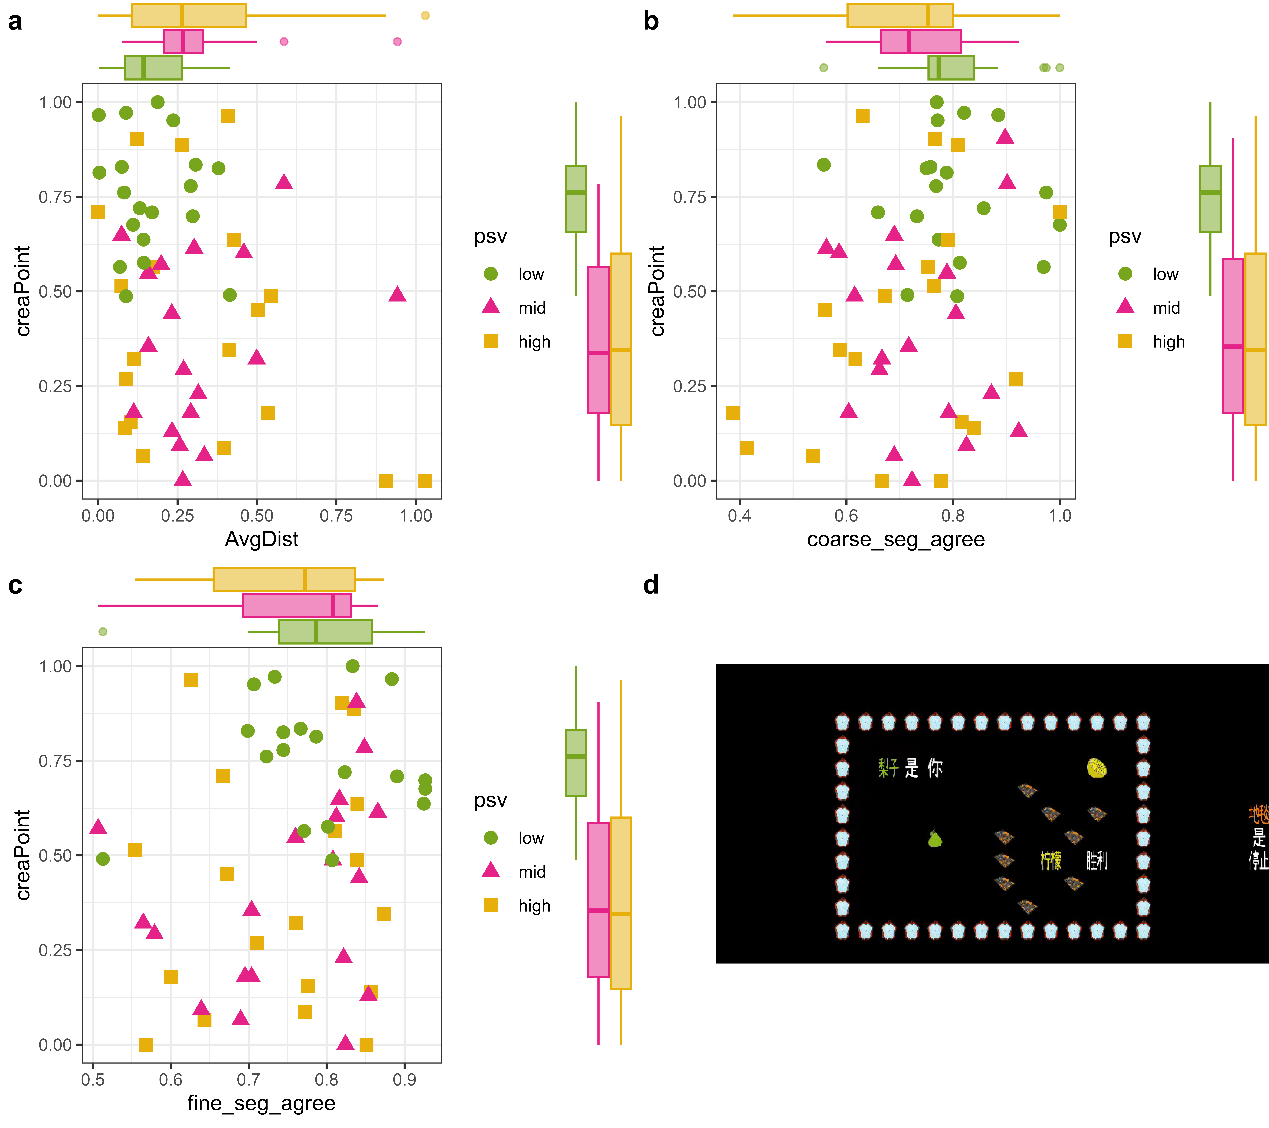 a
1.00
0.75
0.50
0.25
0.00
creaPoint
0.00 0.25 0.50 0.75 1.00
AvgDist
psv
low
mid
high
b
1.00
0.75
0.50
0.25
0.00
creaPoint
0.4 0.6 0.8 1.0
coarse_seg_agree
psv
low
mid
high
c
1.00
0.75
0.50
0.25
0.00
creaPoint
0.5 0.6 0.7 0.8 0.9
fine_seg_agree
psv
low
mid
high
d
梨子 是 你
柠檬 胜利
是
停止